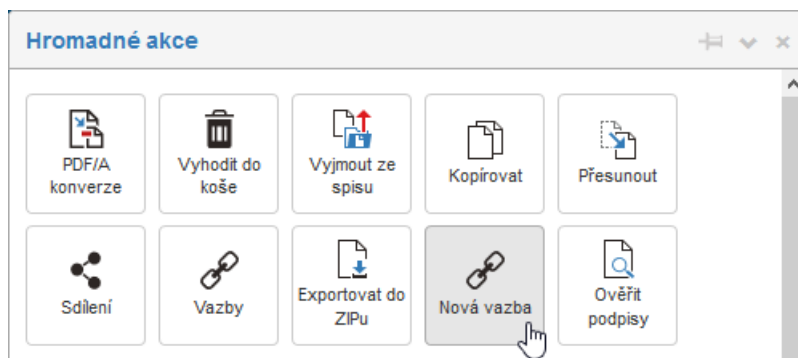 Hromadné akce
PDF/A
konverze
Vyhodit do
koše
Vyjmout ze
spisu
Kopírovat
Přesunout
Sdílení
Vazby
Exportovat do
ZIPu
Nová vazba
Ověřit
podpisy